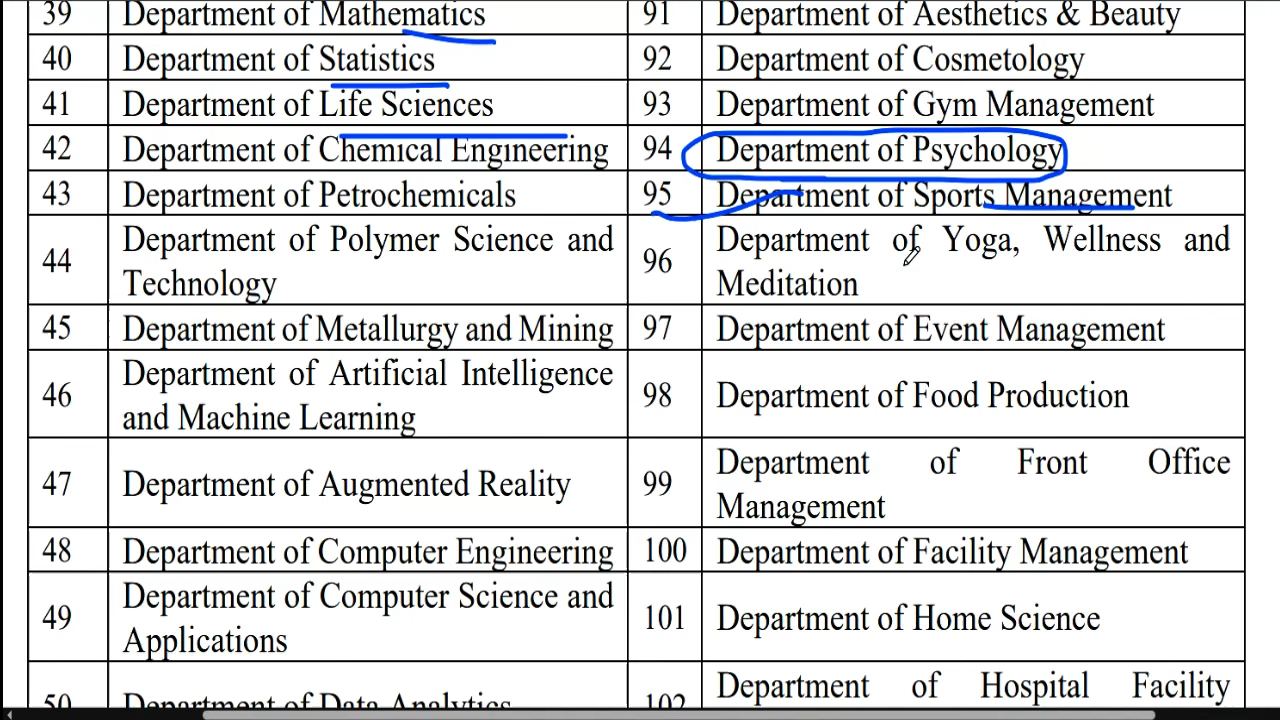 39 Department of Mathematics 91 Department of Aesthetics & Beauty
40 Department of Statistics 92 Department of Cosmetology
41 Department of Life Sciences 93 Department of Gym Management
42 Department of Chemical Engineering 94 Department of Psychology
43 Department of Petrochemicals 95 Department of Sports Management
44 Department of Polymer Science and
Technology
96 Department of Yoga, Wellness and
Meditation
45 Department of Metallurgy and Mining 97 Department of Event Management
46 Department of Artificial Intelligence
and Machine Learning
98 Department of Food Production
47 Department of Augmented Reality
99 Department of Front Office
Management
48 Department of Computer Engineering 100 Department of Facility Management
49 Department of Computer Science and
Applications
101 Department of Home Science
50 Department of Data Analytics
102 Department of Hospital Facility